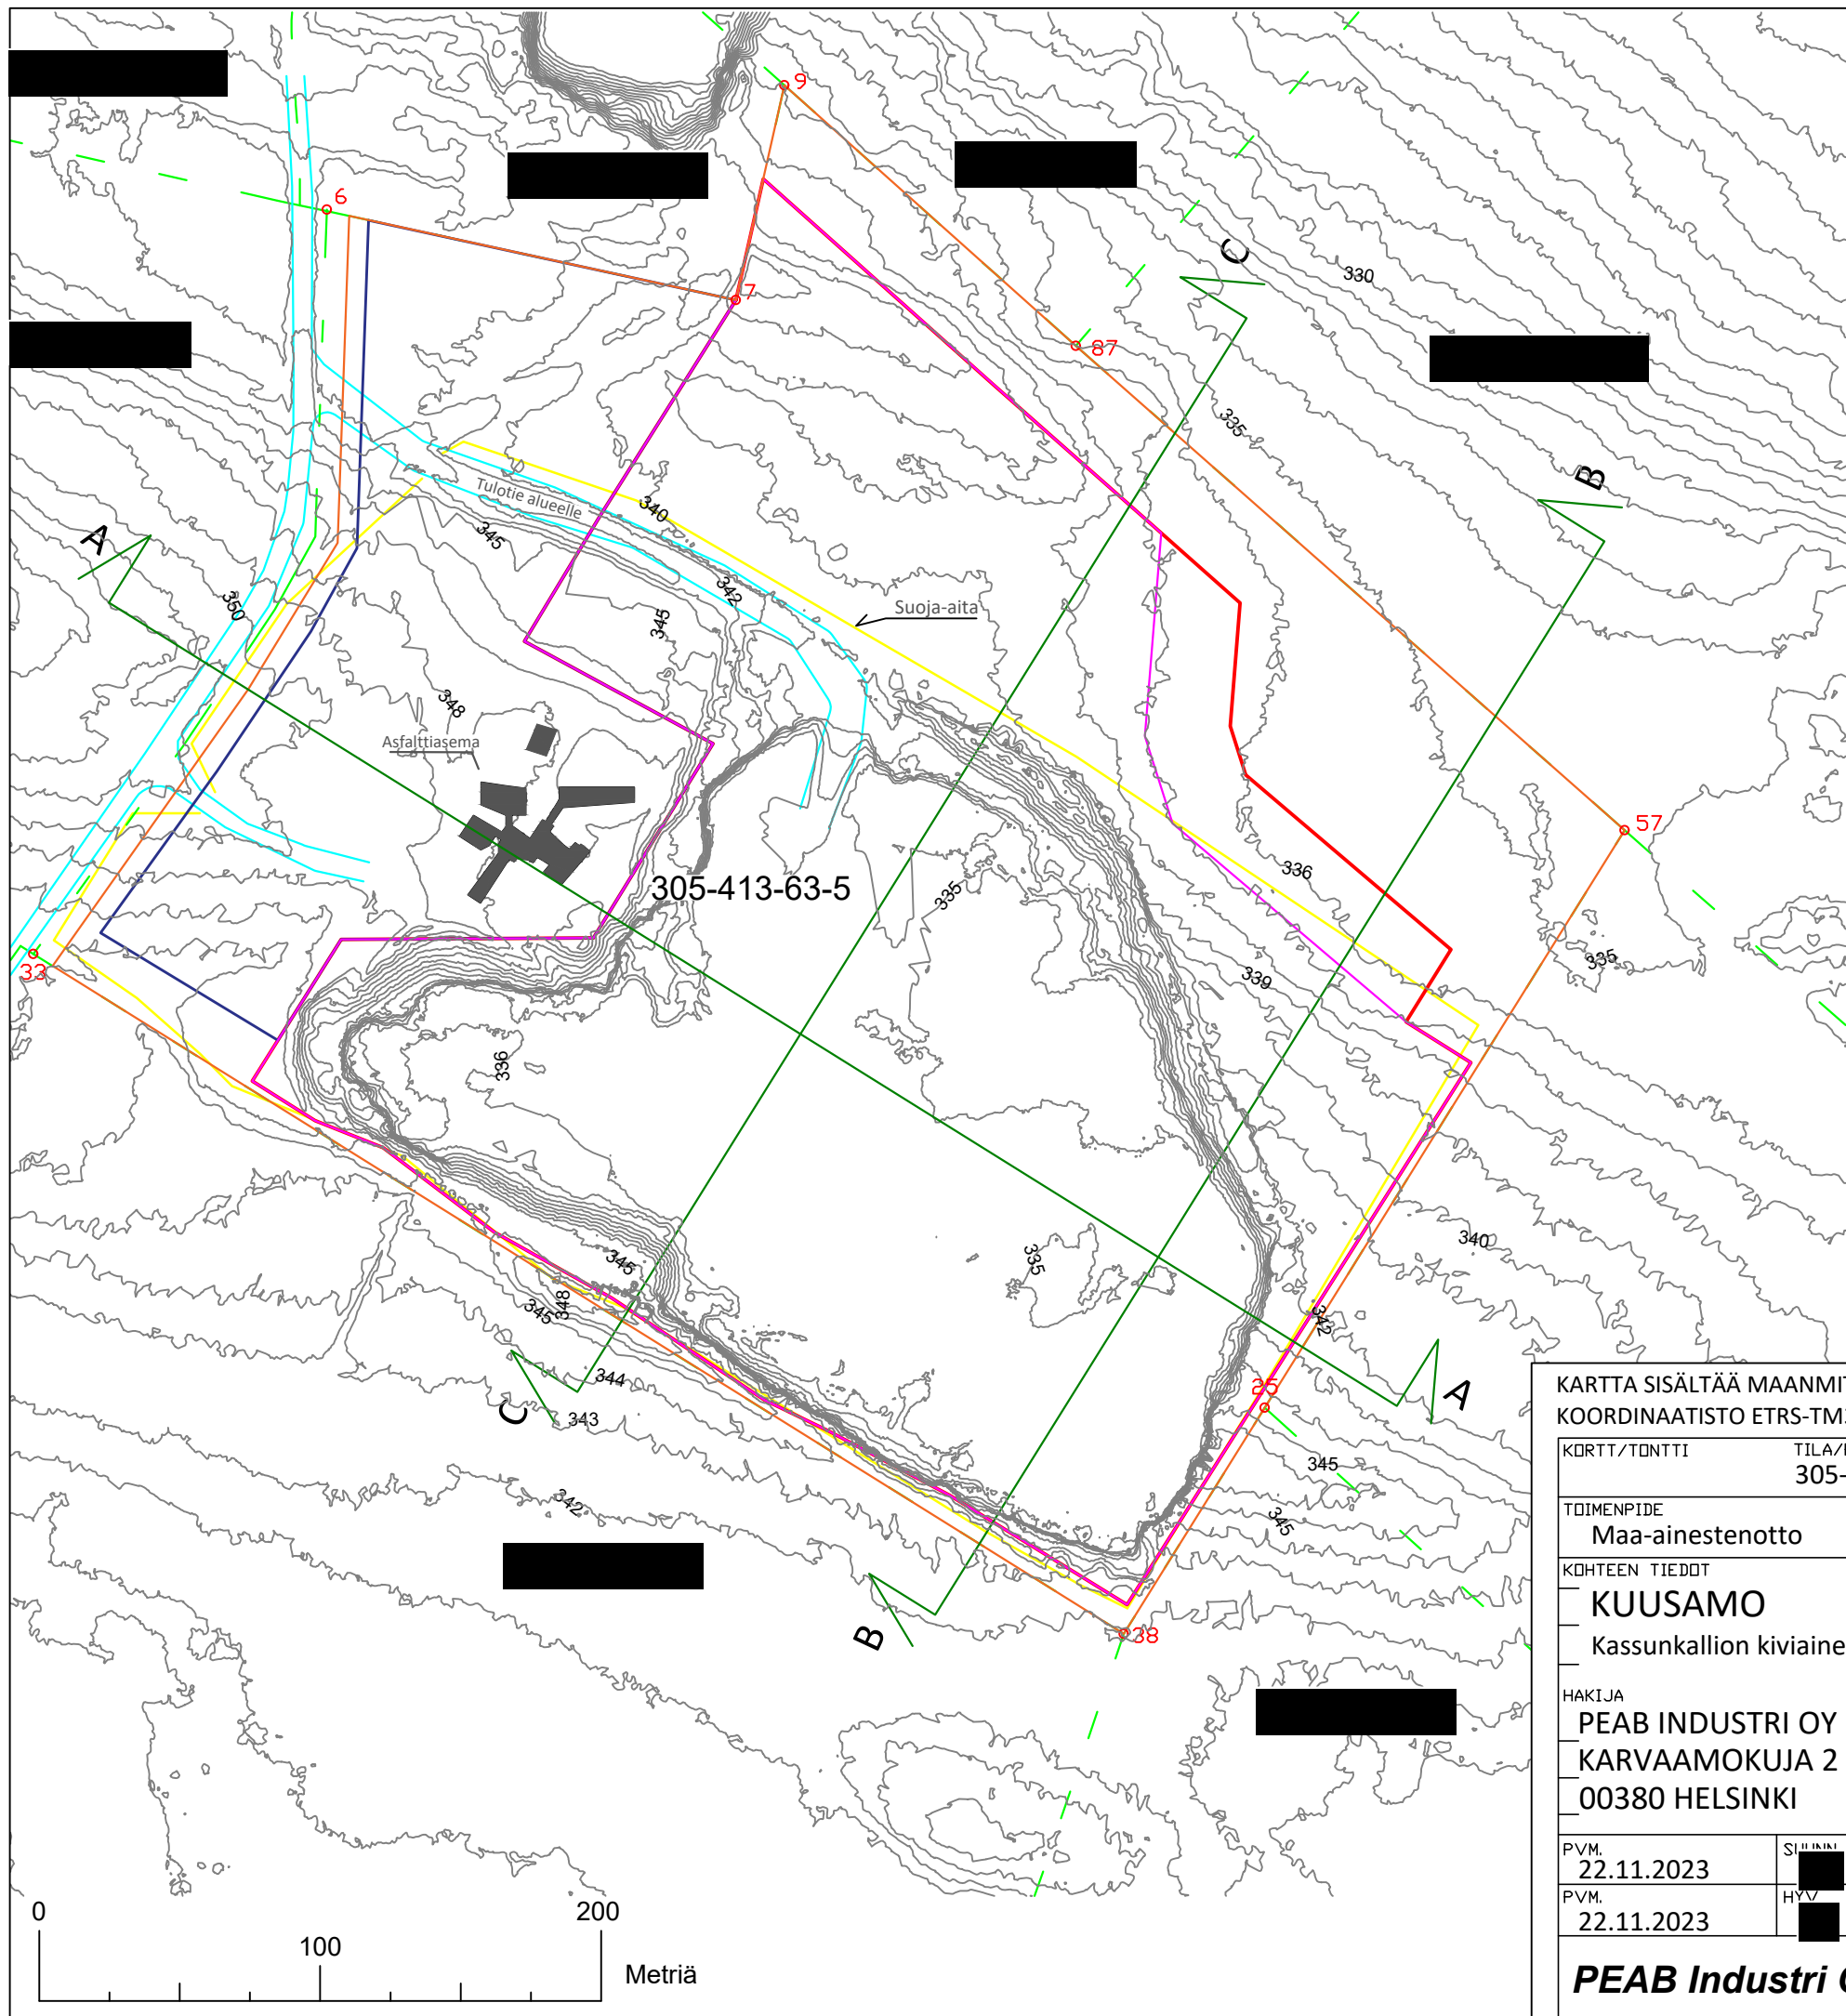 9
6
C
330
7
87
335
B
Tulotie alueelle
340
A
345
342
350
Suoja-aita
345
348
Asfalttiasema
57
336
305-413-63-5
335
335
33
339
336
340
335
345
348
345
342
344
25
A
C
343
345
342
345
B
38
KARTTA SISÄLTÄÄ MAANMIT
KOORDINAATISTO ETRS-TM
KORTT/TONTTI TILA/
305-
TOIMENPIDE
Maa-ainestenotto
KOHTEEN TIEDOT
KUUSAMO
Kassunkallion kiviaine
HAKIJA
PEAB INDUSTRI OY
KARVAAMOKUJA 2
00380 HELSINKI
PVM.
22.11.2023
PVM. HYV
22.11.2023
PEAB Industri
0 200
100
Metriä